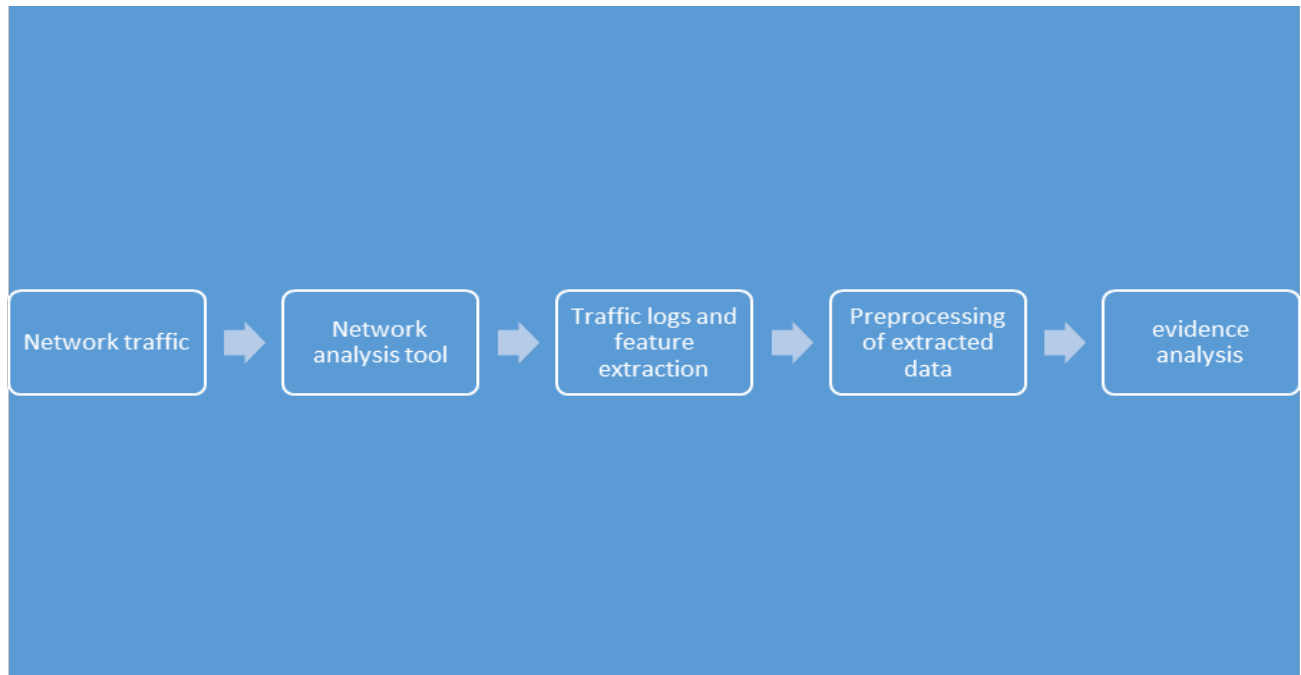 Network traffic
Network
analysis tool
Traffic logs and
feature
extraction
Preprocessing
of extracted
data
evidence
analysis